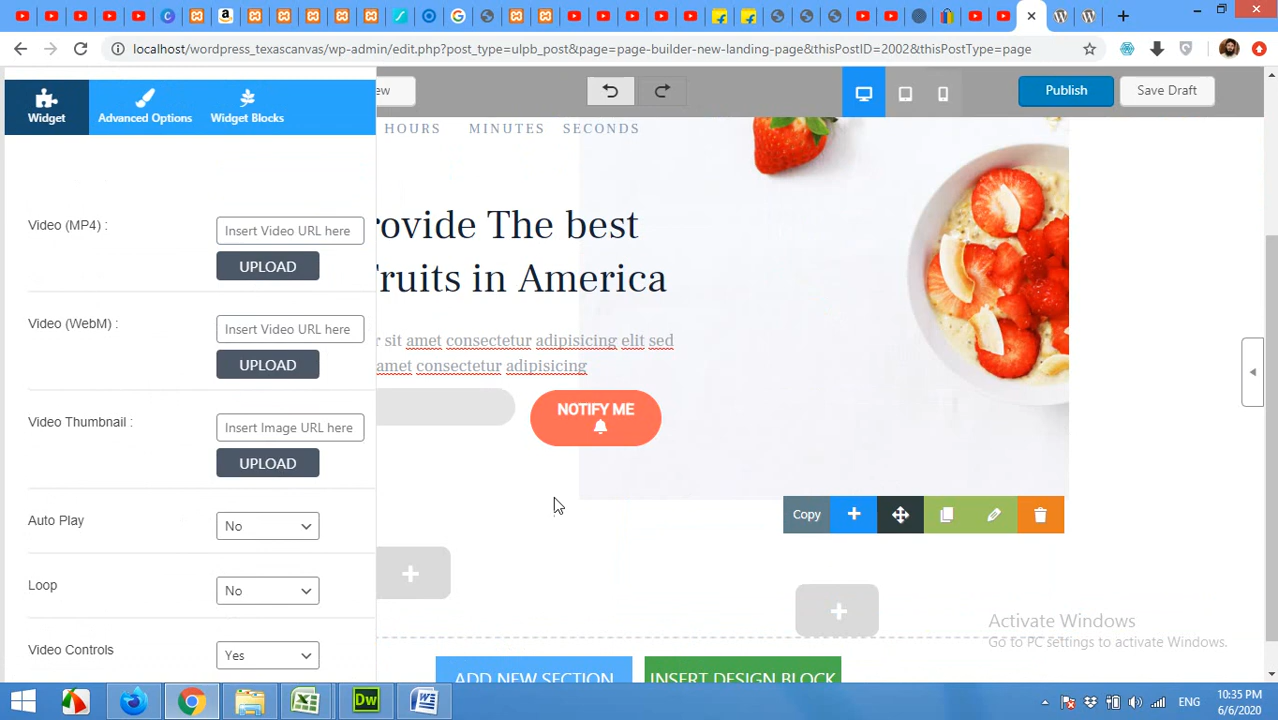 localhost/wordpress_texascanvas/wp-admin/edit.php?post_type=ulpb_post&page=page-builder-new-landing-page&thisPostID=2002&thisPostType=page
Widget
Advanced Options
Widget Blocks
ew
Publish
Save Draft
HOURS MINUTES SECONDS
Video (MP4) :
Insert Video URL here
UPLOAD
rovide The best
Fruits in America
Video (WebM) :
Insert Video URL here
UPLOAD
r sit amet consectetur adipisicing elit sed
amet consectetur adipisicing
NOTIFY ME
Video Thumbnail :
Insert Image URL here
UPLOAD
Auto Play
No
Copy
Loop
No
Video Controls
Yes
Activate Windows
Go to PC settings to activate Windows.
ADD NEW SECTION
INSERT DESIGN BLOCK
Dw
ENG
10:35 PM
6/6/2020